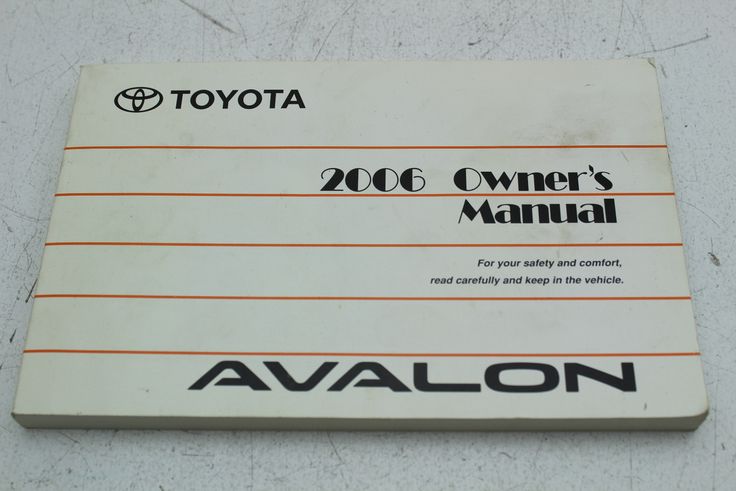 TOYOTA
2006 Owner's
Manual
For your safety and comfort,
read carefully and keep in the vehicle.
AVALON